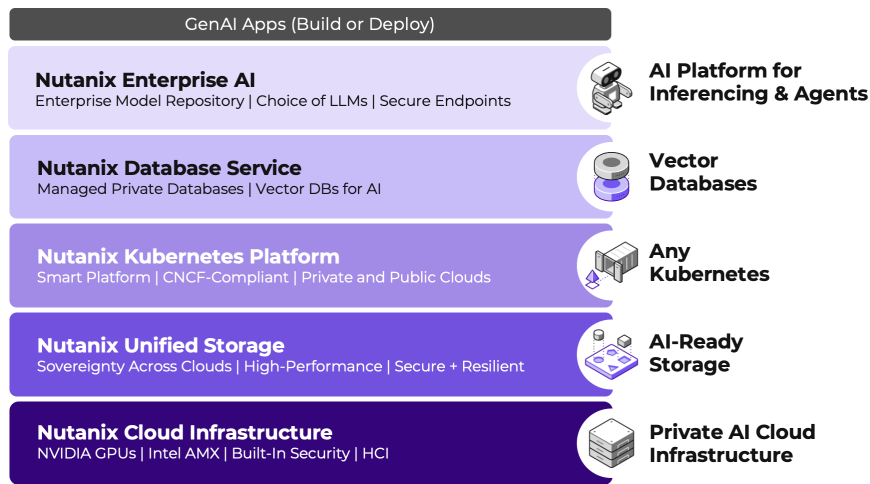 GenAI Apps (Build or Deploy)
Nutanix Enterprise AI
Enterprise Model Repository | Choice of LLMs | Secure Endpoints
AI Platform for
Inferencing & Agents
Nutanix Database Service
Managed Private Databases | Vector DBs for AI
Vector
Databases
Nutanix Kubernetes Platform
Smart Platform | CNCF-Compliant | Private and Public Clouds
Any
Kubernetes
Nutanix Unified Storage
Sovereignty Across Clouds | High-Performance | Secure + Resilient
AI-Ready
Storage
Nutanix Cloud Infrastructure
NVIDIA GPUs | Intel AMX | Built-In Security | HCI
Private AI Cloud
Infrastructure